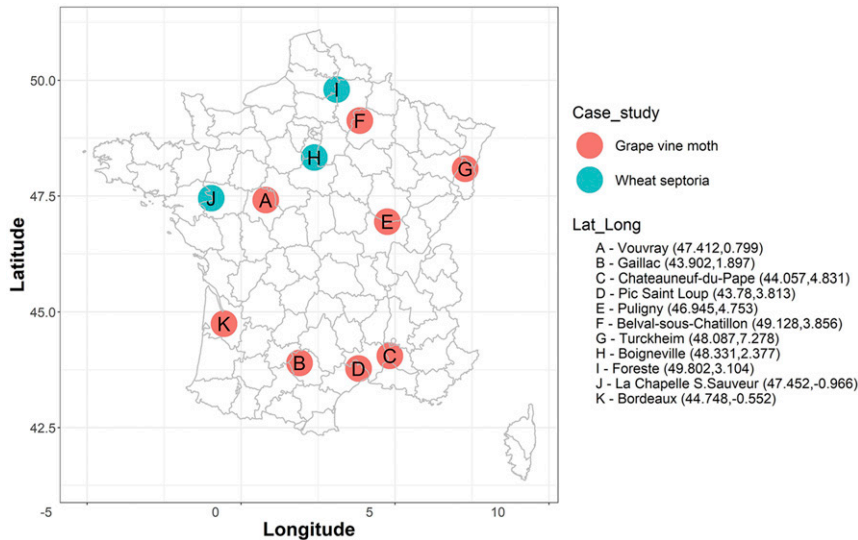 50.0
47.5
45.0
42.5
Latitude
I
F
H
G
J
A
E
K
B
D
C
-5
0
5
10
Longitude
Case_study
Grape vine moth
Wheat septoria
Lat_Long
A - Vouvray (47.412,0.799)
B - Gaillac (43.902,1.897)
C - Chateauneuf-du-Pape (44.057,4.831)
D - Pic Saint Loup (43.78,3.813)
E - Puligny (46.945,4.753)
F - Belval-sous-Chatillon (49.128,3.856)
G - Turckheim (48.087,7.278)
H - Boigneville (48.331,2.377)
I - Foreste (49.802,3.104)
J - La Chapelle S.Sauveur (47.452,-0.966)
K - Bordeaux (44.748,-0.552)